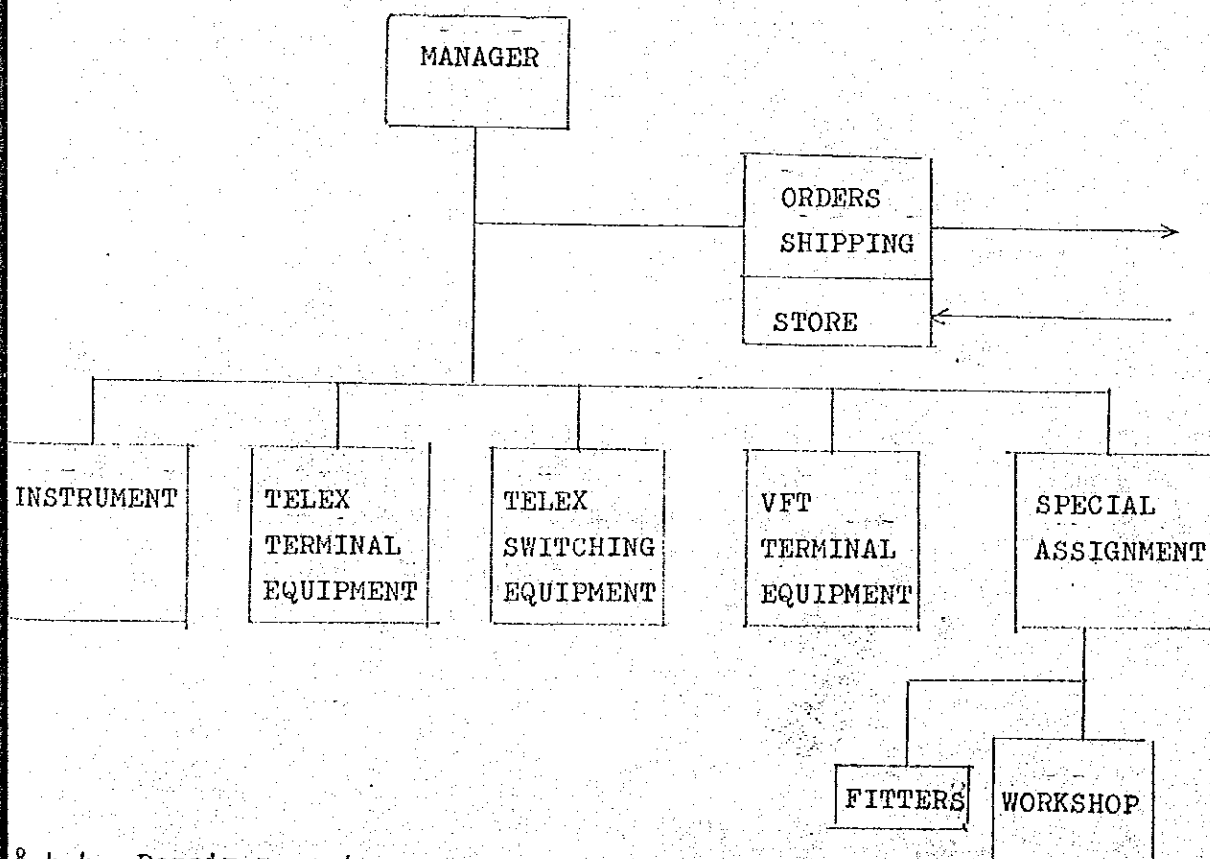 MANAGER
ORDERS
SHIPPING
STORE
INSTRUMENT
TELEX
TERMINAL
EQUIPMENT
TELEX
SWITCHING
EQUIPMENT
VFT
TERMINAL
EQUIPMENT
SPECIAL
ASSIGNMENT
FITTERS
WORKSHOP